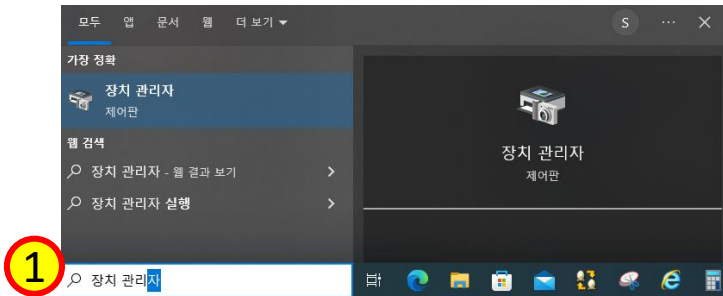 모두 앱 문서 웹 더 보기 ▾ S ··· ×
가장 정확
장치 관리자
제어판
웹 검색
장치 관리자 - 웹 결과 보기
장치 관리자 실행
장치 관리자
제어판
1
장치 관리자